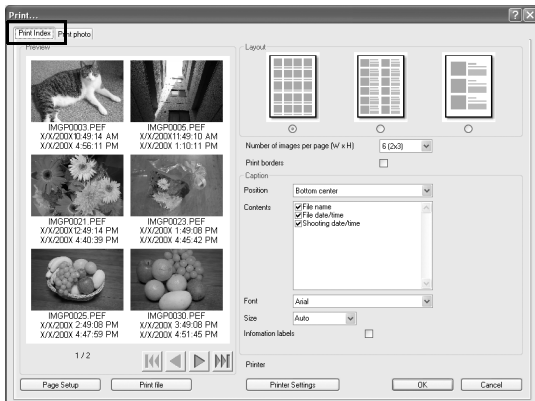 Print...
Print Index
Print photo
Preview
IMGP0003.PEF
X/X/200X10:49:14 AM
X/X/200X 4:56:11 PM
IMGP0005.PEF
X/X/200X11:49:10 AM
X/X/200X 1:10:11 PM
IMGP0021.PEF
X/X/200X12:49:14 PM
X/X/200X 4:40:39 PM
IMGP0023.PEF
X/X/200X 1:49:08 PM
X/X/200X 4:45:42 PM
IMGP0025.PEF
X/X/200X 2:49:08 PM
X/X/200X 4:47:59 PM
IMGP0030.PEF
X/X/200X 3:49:08 PM
X/X/200X 4:51:45 PM
1/2
Page Setup
Print file
Layout
Number of images per page (W x H)
6 (2x3)
Print borders
Caption
Position
Bottom center
Contents
File name
File date/time
Shooting date/time
Font
Arial
Size
Auto
Infomation labels
Printer
Printer Settings
OK
Cancel